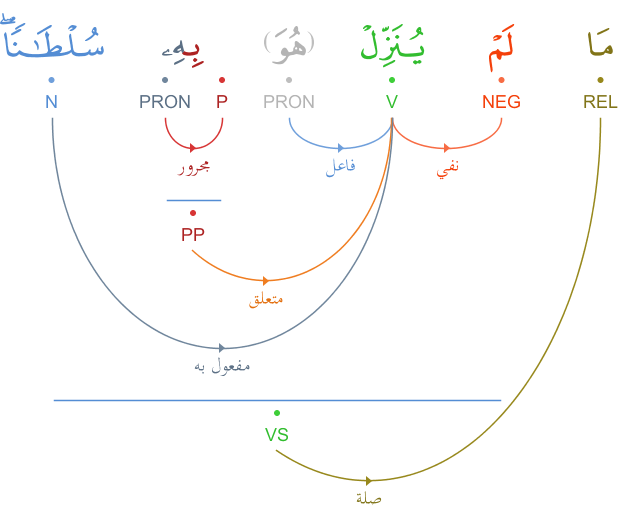 مَا لَمْ يُنَزِّلْ (هُوَ) بِهِۦ سُلْطَـٰنًاۖ
REL NEG V PRON P PRON N
نفي فاعل مجرور
PP
متعلق
مفعول به
VS
صلة